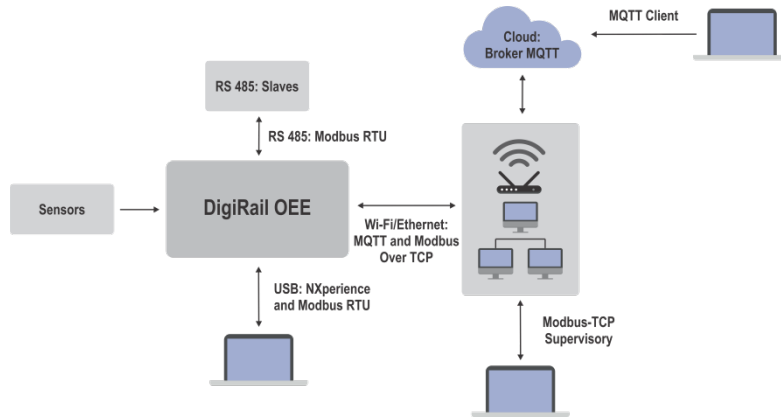 MQTT Client
Cloud:
Broker MQTT
RS 485: Slaves
RS 485: Modbus RTU
Sensors
DigiRail OEE
Wi-Fi/Ethernet:
MQTT and Modbus
Over TCP
USB: NXperience
and Modbus RTU
Modbus-TCP
Supervisory